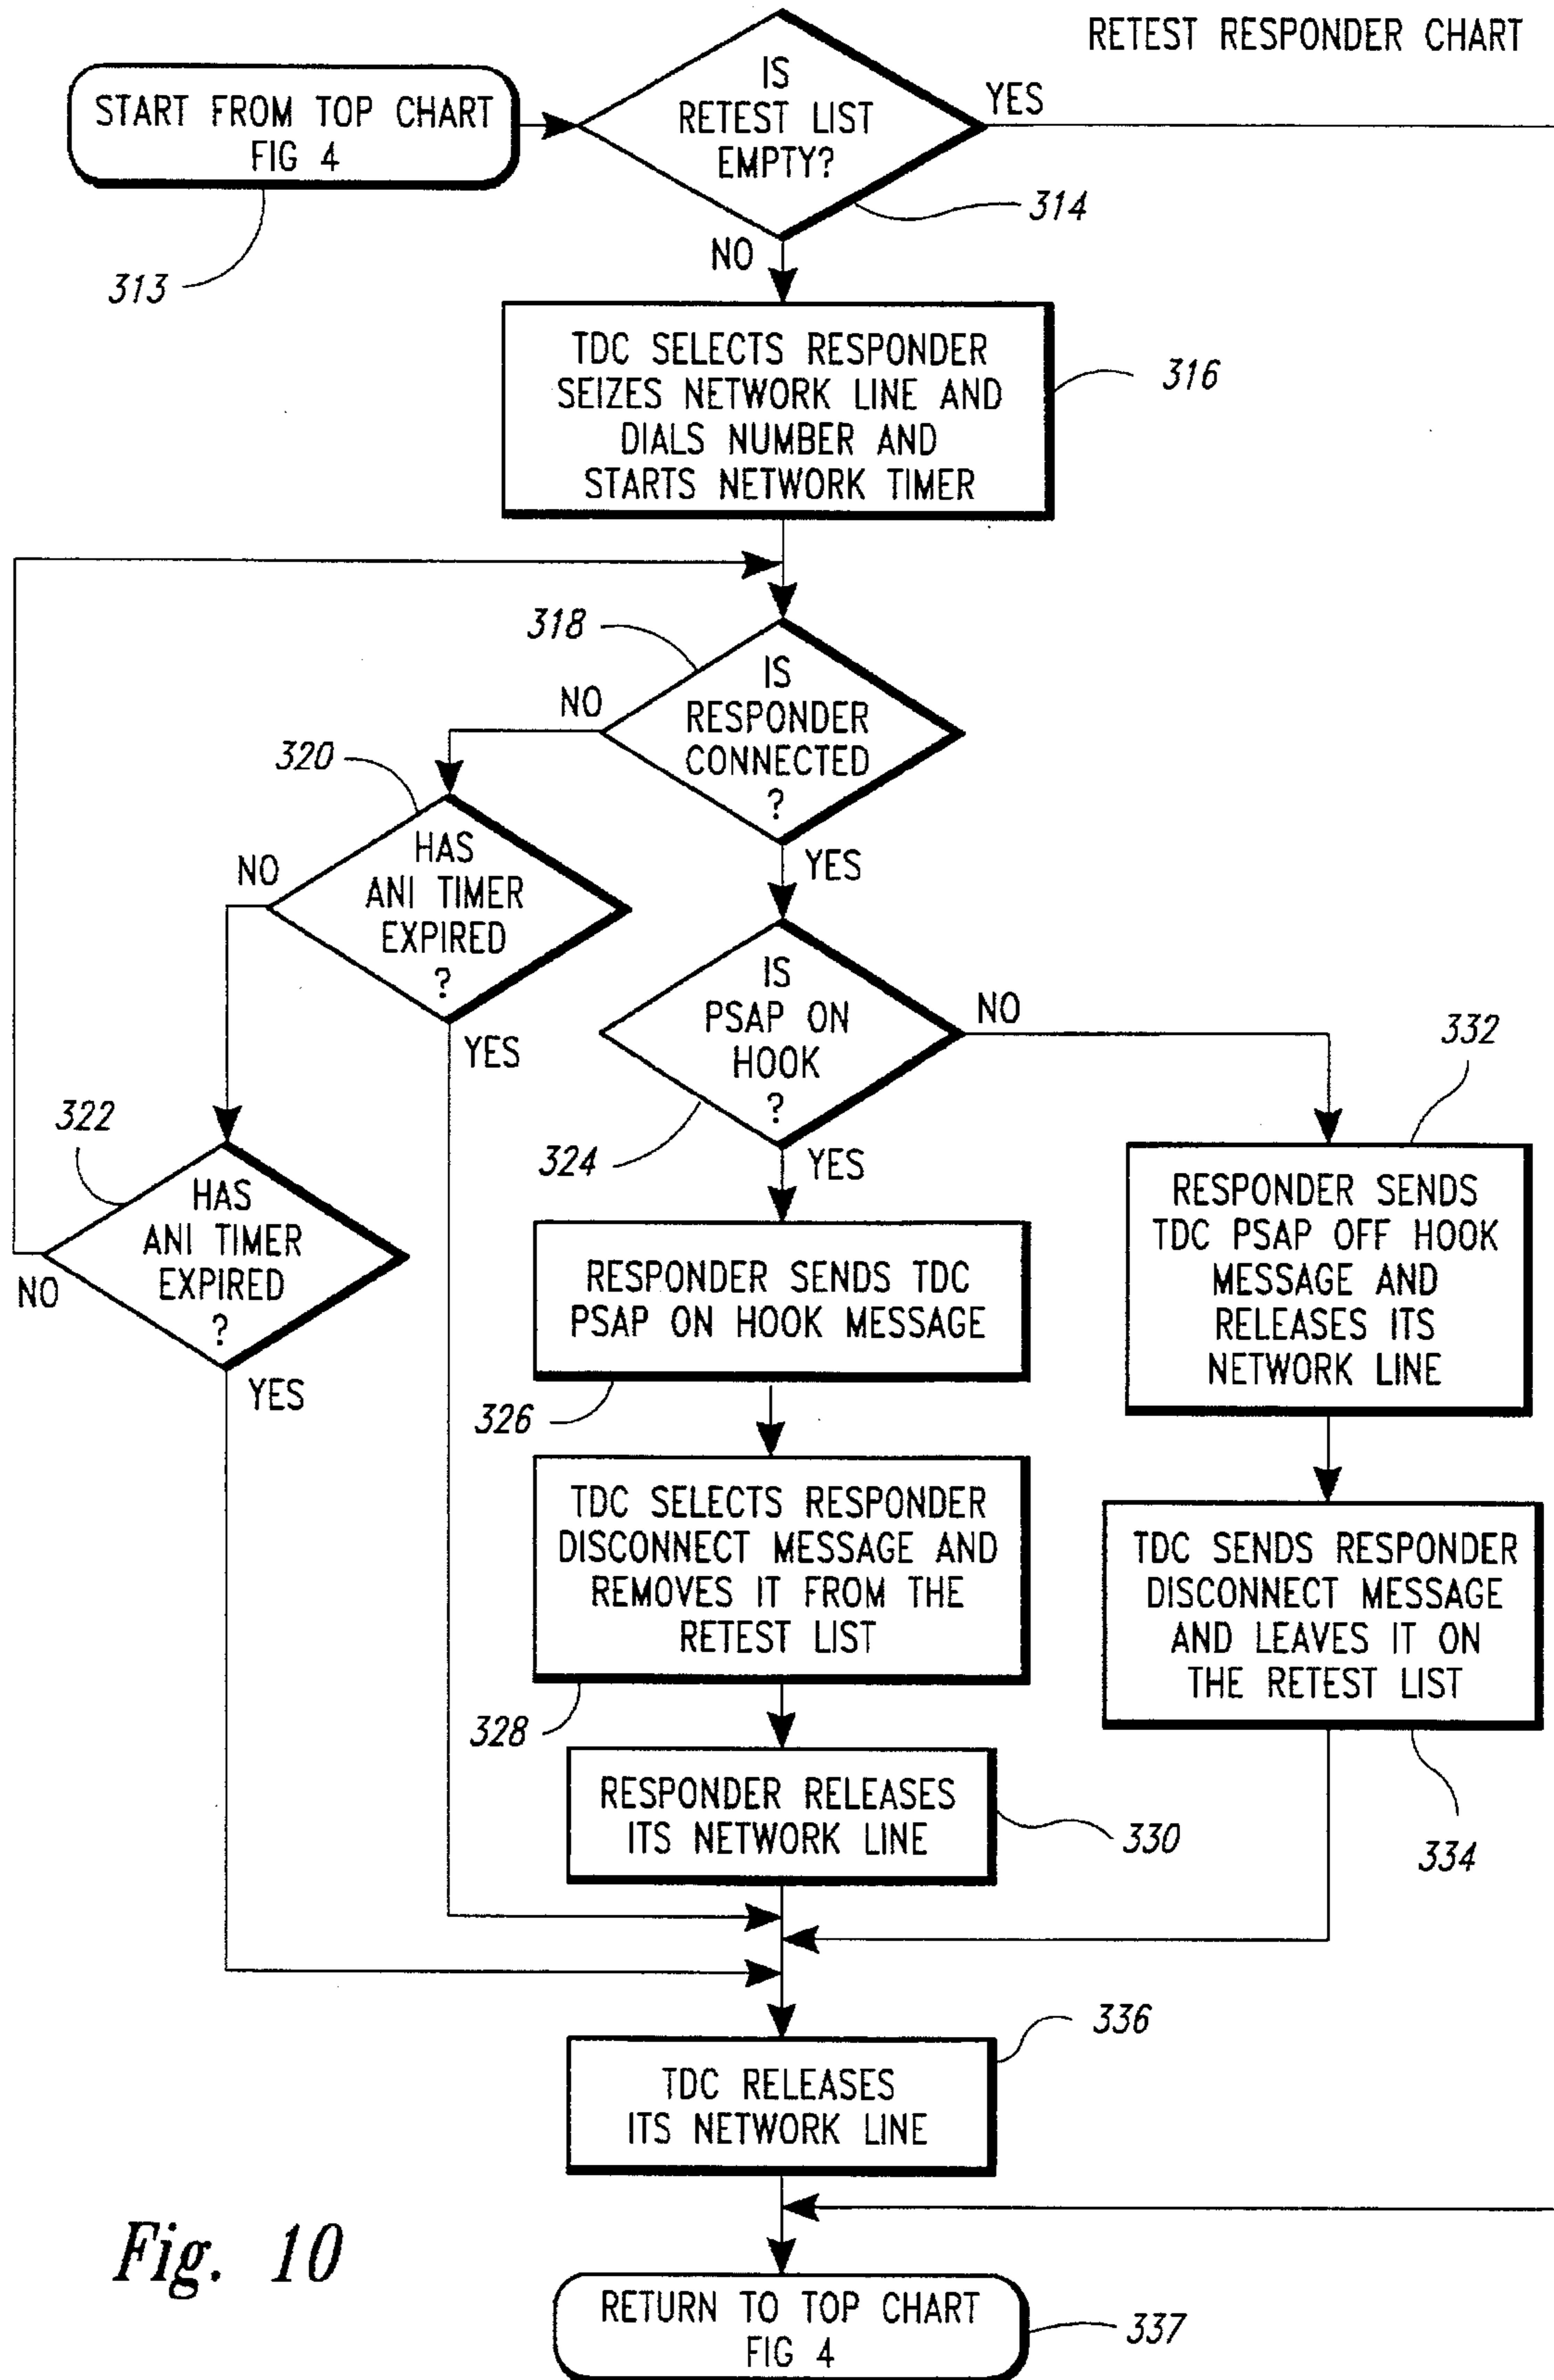 RETEST RESPONDER CHART
START FROM TOP CHART
FIG 4
313
IS
RETEST LIST
EMPTY?
YES
314
NO
TDC SELECTS RESPONDER
SEIZES NETWORK LINE AND
DIALS NUMBER AND
STARTS NETWORK TIMER
316
318
IS
RESPONDER
CONNECTED
?
NO
YES
320
HAS
ANI TIMER
EXPIRED
?
NO
YES
322
HAS
ANI TIMER
EXPIRED
?
NO
YES
IS
PSAP ON
HOOK
?
NO
324
YES
RESPONDER SENDS TDC
PSAP ON HOOK MESSAGE
326
TDC SELECTS RESPONDER
DISCONNECT MESSAGE AND
REMOVES IT FROM THE
RETEST LIST
328
RESPONDER RELEASES
ITS NETWORK LINE
330
332
RESPONDER SENDS
TDC PSAP OFF HOOK
MESSAGE AND
RELEASES ITS
NETWORK LINE
TDC SENDS RESPONDER
DISCONNECT MESSAGE
AND LEAVES IT ON
THE RETEST LIST
334
336
TDC RELEASES
ITS NETWORK LINE
RETURN TO TOP CHART
FIG 4
337
Fig. 10